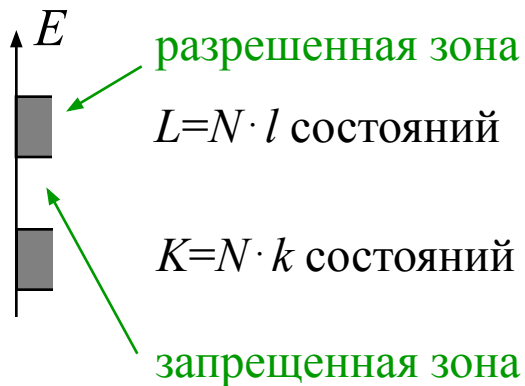 E
разрешенная зона
L=N·l состояний
K=N·k состояний
запрещенная зона